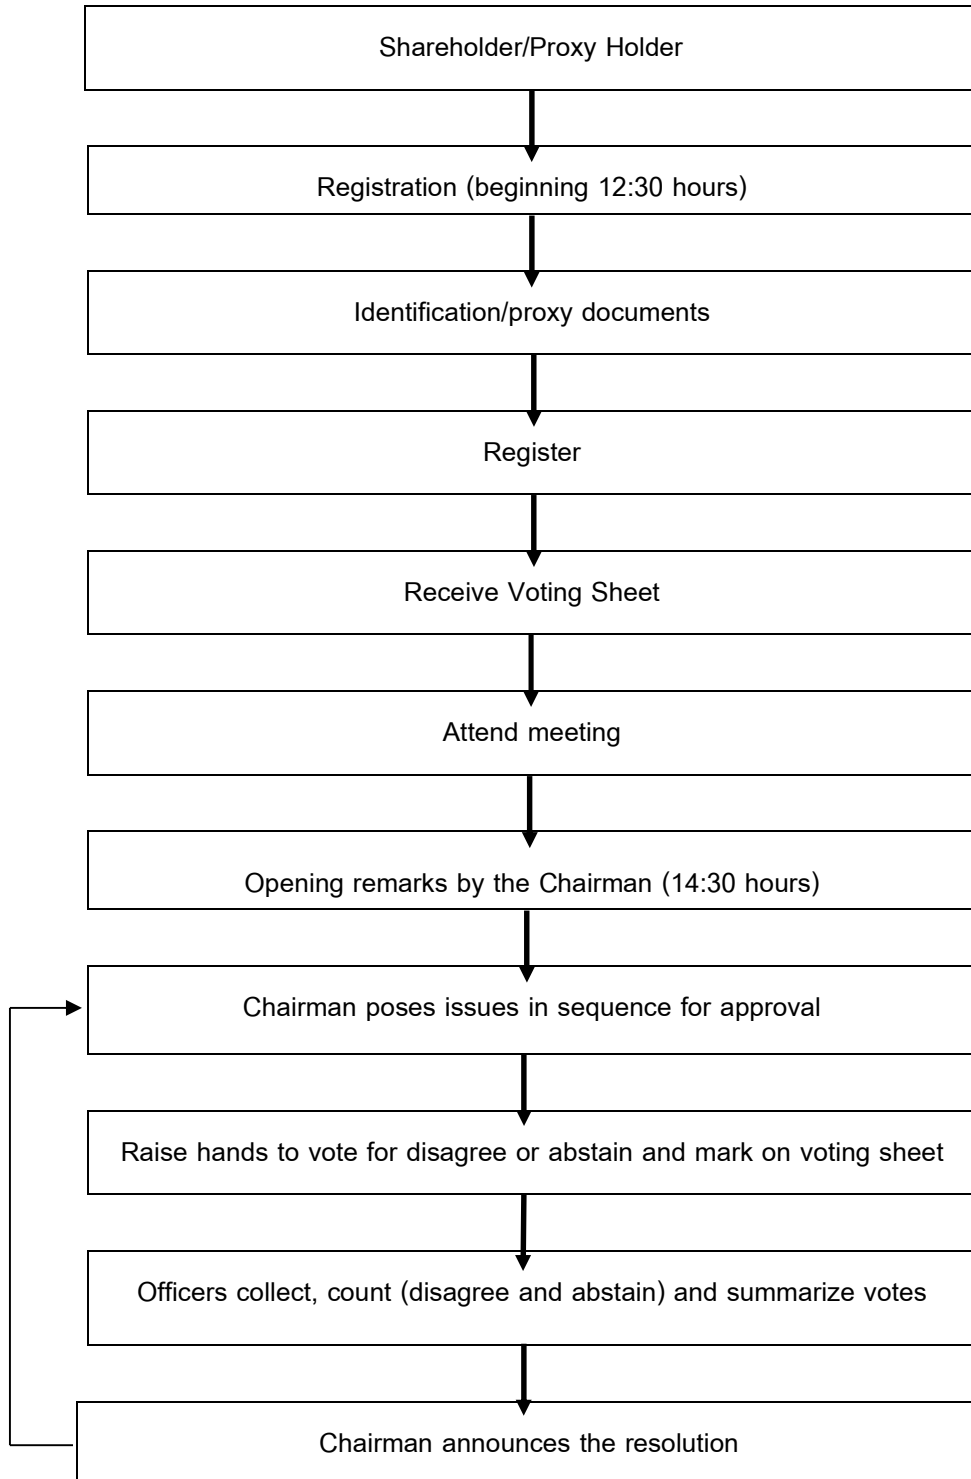 Shareholder/Proxy Holder
Registration (beginning 12:30 hours)
Identification/proxy documents
Register
Receive Voting Sheet
Attend meeting
Opening remarks by the Chairman (14:30 hours)
Chairman poses issues in sequence for approval
Raise hands to vote for disagree or abstain and mark on voting sheet
Officers collect, count (disagree and abstain) and summarize votes
Chairman announces the resolution